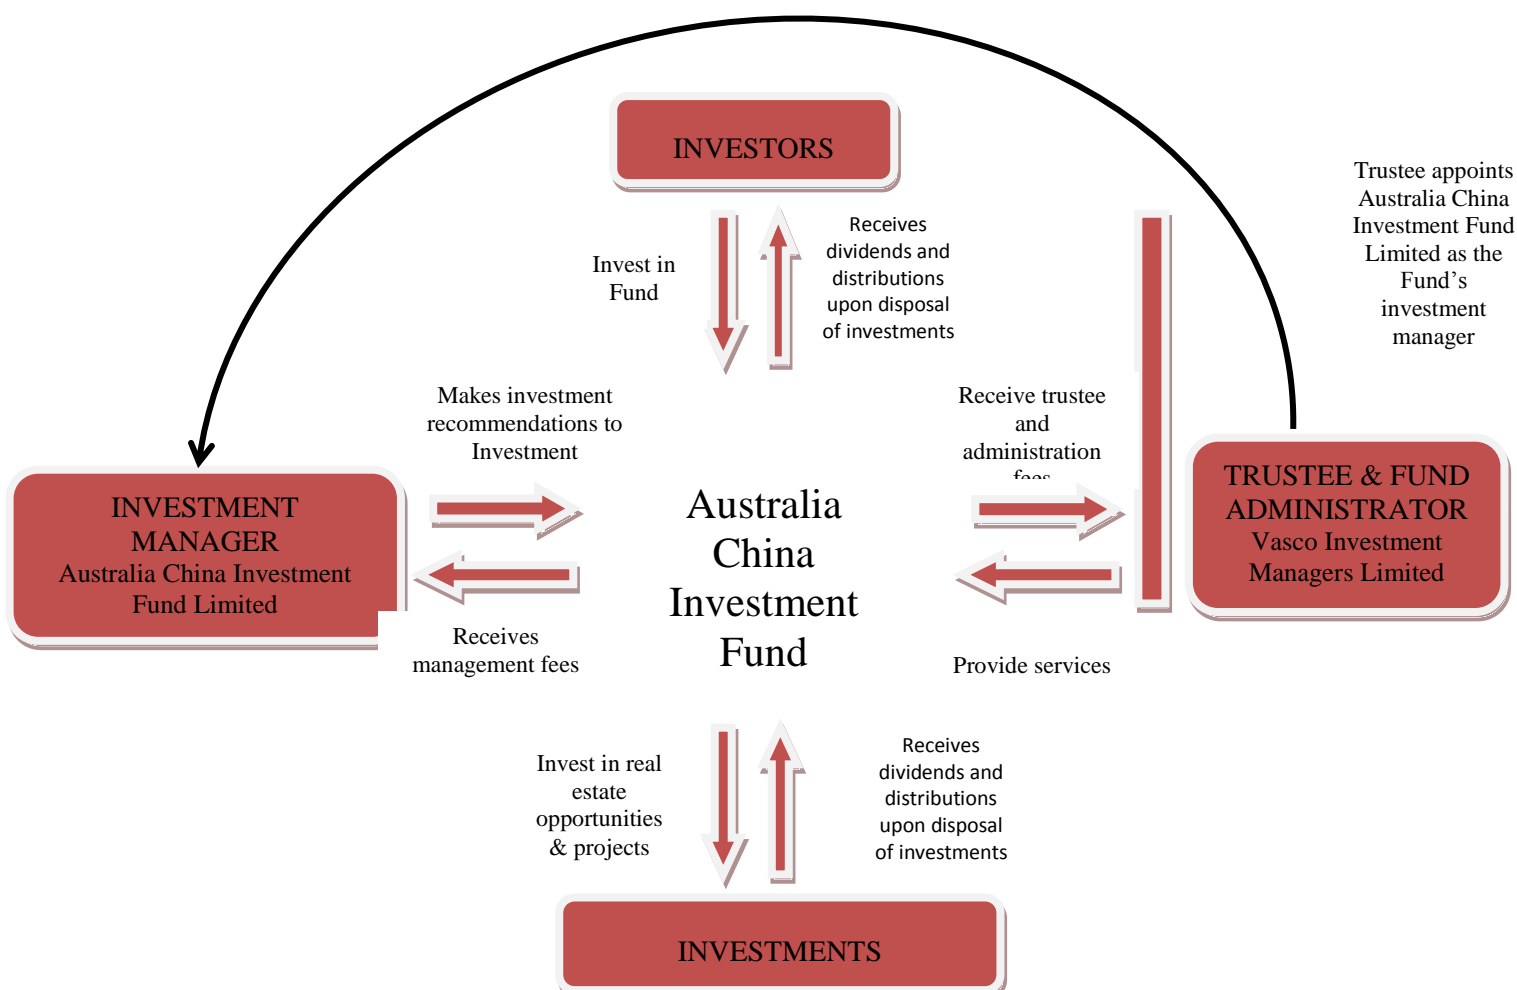 INVESTORS
Trustee appoints
Australia China
Investment Fund
Limited as the
Fund’s
investment
manager
Invest in
Fund
Receives
dividends and
distributions
upon disposal
of investments
Makes investment
recommendations to
Investment
Receive trustee
and
administration
fees
INVESTMENT
MANAGER
Australia China Investment
Fund Limited
Australia
China
Investment
Fund
TRUSTEE & FUND
ADMINISTRATOR
Vasco Investment
Managers Limited
Receives
management fees
Provide services
Invest in real
estate
opportunities
& projects
Receives
dividends and
distributions
upon disposal
of investments
INVESTMENTS